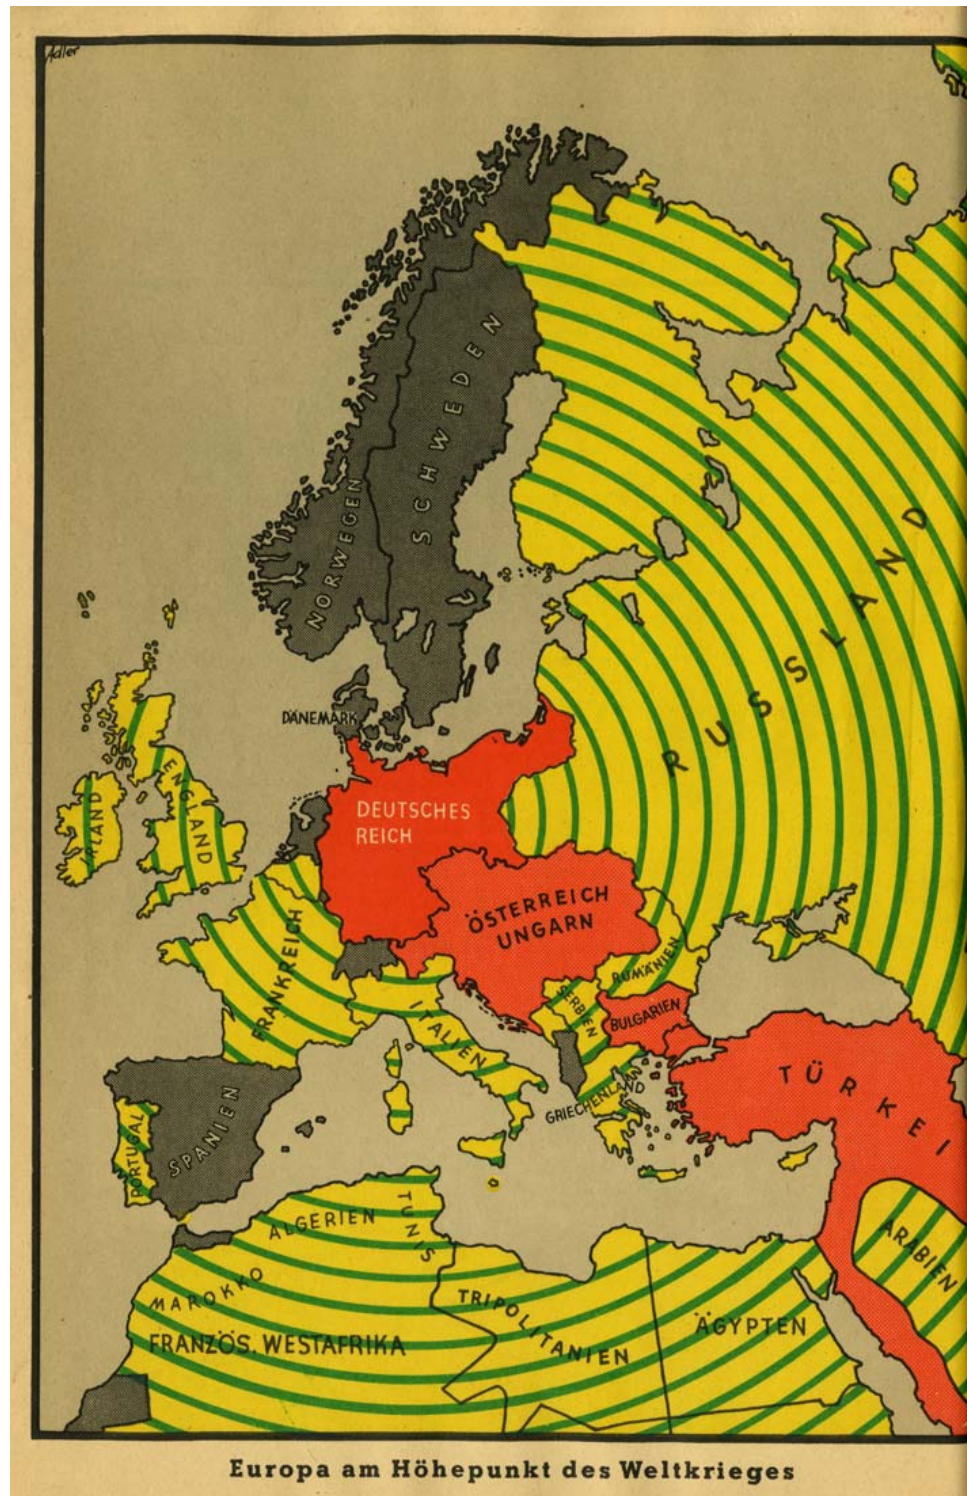 Adler
SCHWEDEN
NORWEGEN
DÄNEMARK
RUSSLAND
IRLAND
ENGLAND
DEUTSCHES
REICH
ÖSTERREICH
UNGARN
FRANKREICH
RUMÄNIEN
SERBIEN
BULGARIEN
ITALIEN
TÜRKEI
GRIECHENLAND
PORTUGAL
SPANIEN
ALGERIEN
TUNIS
ARABIEN
MAROKKO
TRIPOLITANIEN
ÄGYPTEN
FRANZÖS. WESTAFRIKA
Europa am Höhepunkt des Weltkrieges